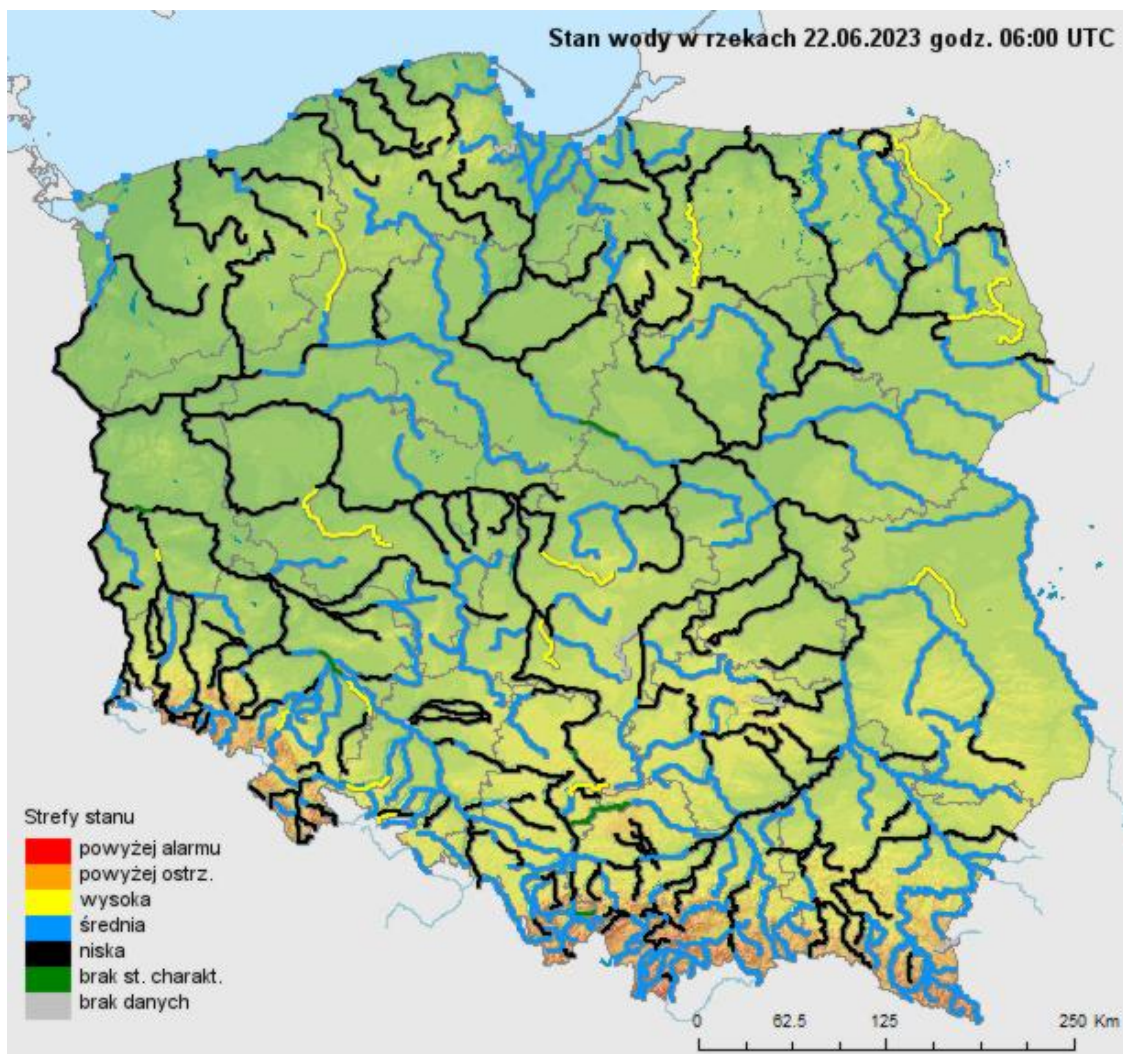 Stan wody w rzekach 22.06.2023 godz. 06:00 UTC
Strefy stanu
powyżej alarmu
powyżej ostrz.
wysoka
średnia
niska
brak st. charakt.
brak danych
0 62.5 125 250 Km